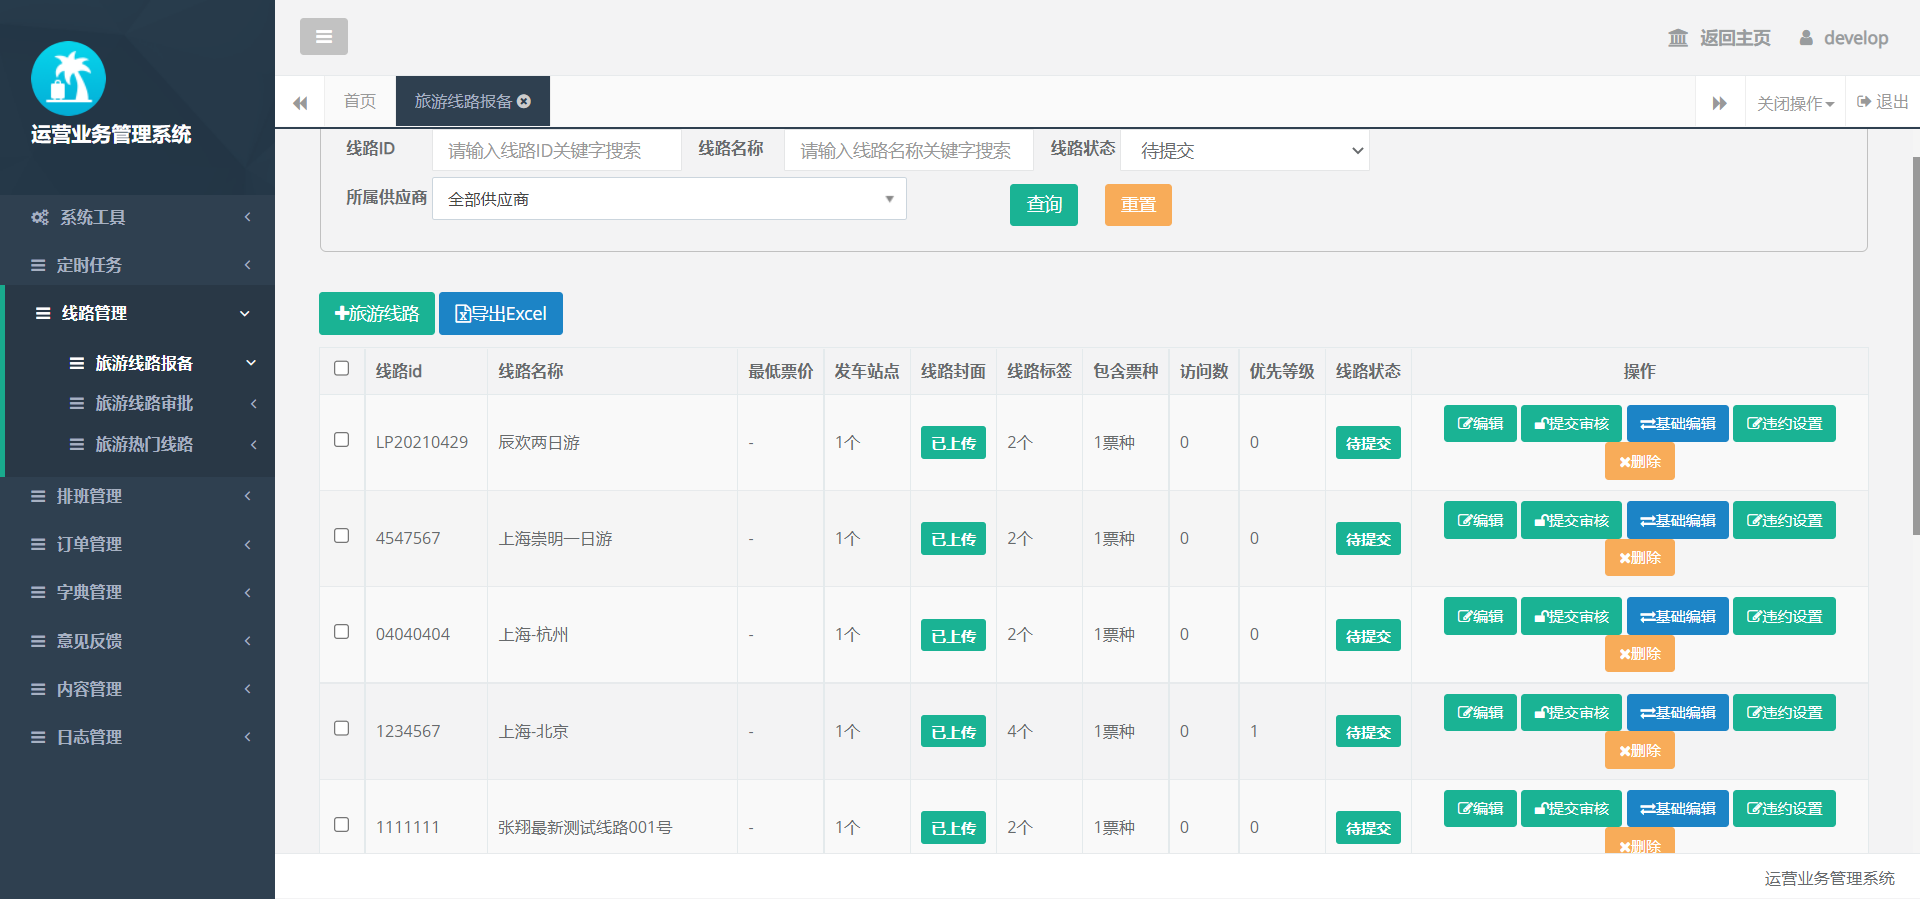 运营业务管理系统
系统工具
定时任务
线路管理
旅游线路报备
旅游线路审批
旅游热门线路
排班管理
订单管理
字典管理
意见反馈
内容管理
日志管理
返回主页 develop
首页 旅游线路报备 关闭操作 退出
线路ID 请输入线路ID关键字搜索 线路名称 请输入线路名称关键字搜索 线路状态 待提交
所属供应商 全部供应商 查询 重置
旅游线路 导出Excel
线路id 线路名称 最低票价 发车站点 线路封面 线路标签 包含票种 访问数 优先等级 线路状态 操作
LP20210429 辰欢两日游 - 1个 已上传 2个 1票种 0 0 待提交 编辑 提交审核 基础编辑 违约设置
删除
4547567 上海崇明一日游 - 1个 已上传 2个 1票种 0 0 待提交 编辑 提交审核 基础编辑 违约设置
删除
04040404 上海-杭州 - 1个 已上传 2个 1票种 0 0 待提交 编辑 提交审核 基础编辑 违约设置
删除
1234567 上海-北京 - 1个 已上传 4个 1票种 0 1 待提交 编辑 提交审核 基础编辑 违约设置
删除
1111111 张翔最新测试线路001号 - 1个 已上传 2个 1票种 0 0 待提交 编辑 提交审核 基础编辑 违约设置
删除
运营业务管理系统